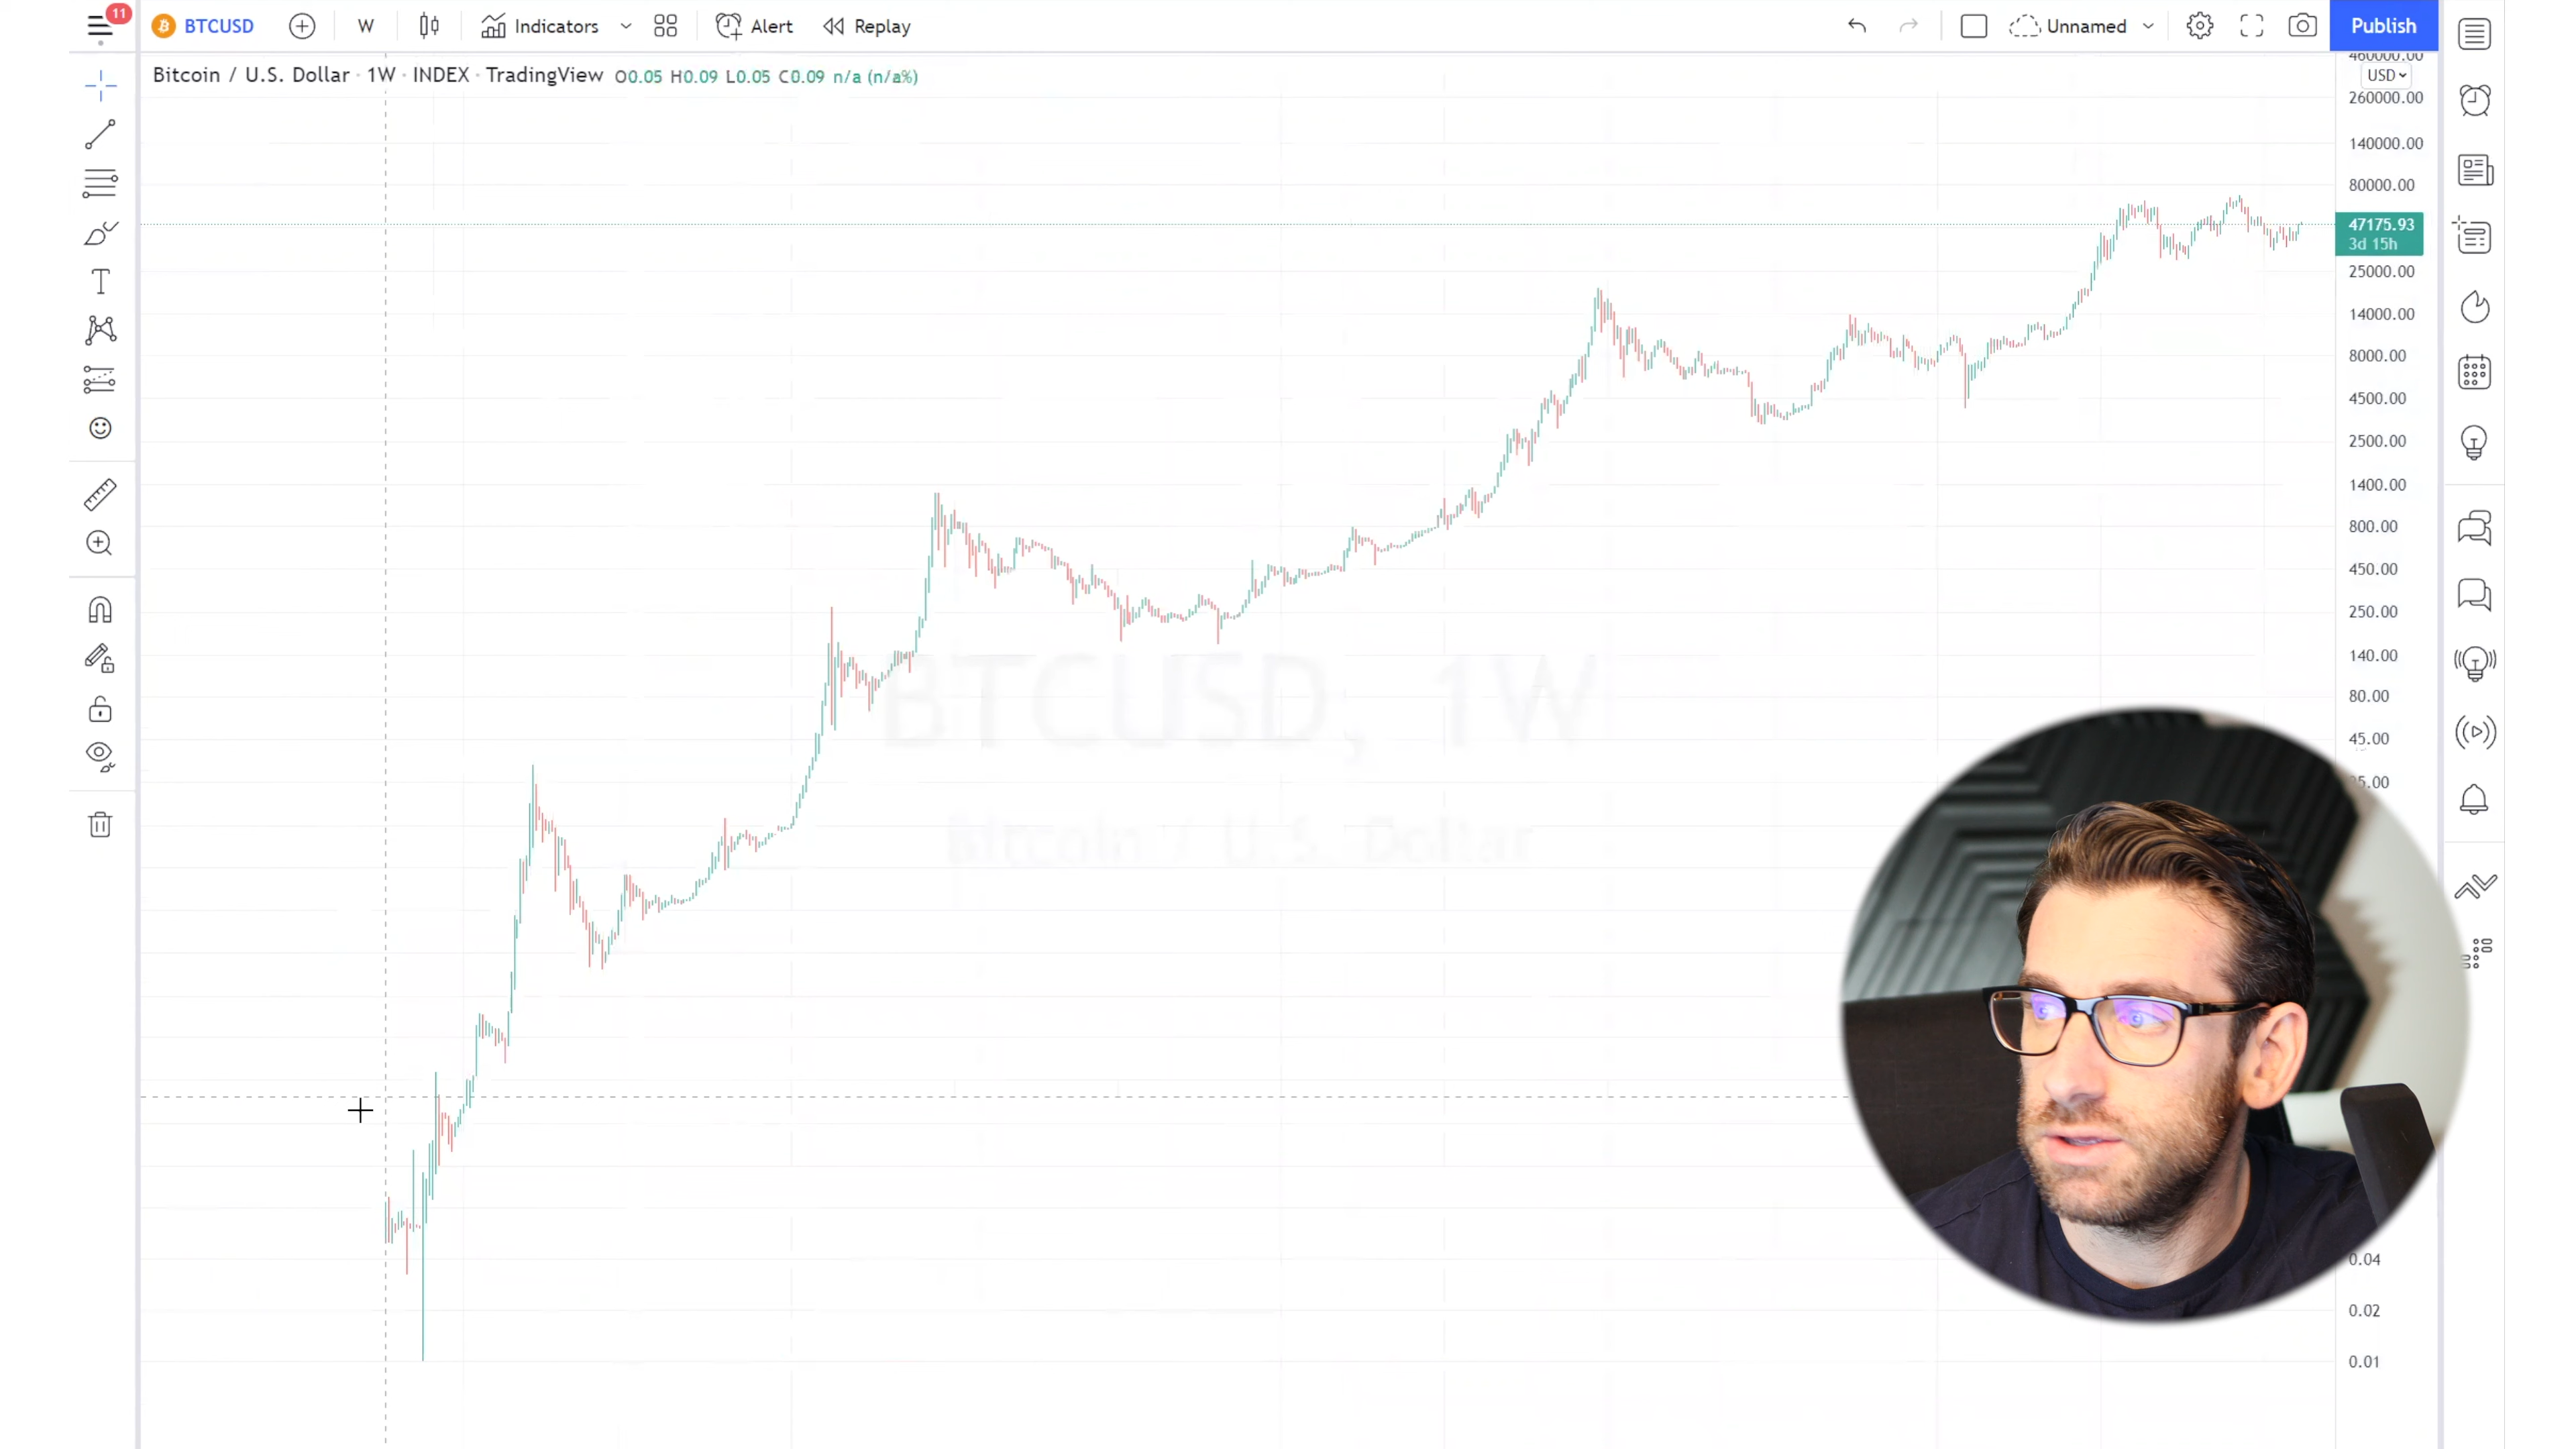 11
BTCUSD
W
Indicators
Alert
Replay
Unnamed
Publish
Bitcoin / U.S. Dollar · 1W · INDEX · TradingView O0.05 H0.09 L0.05 C0.09 n/a (n/a%)
460000.00
USD
260000.00
140000.00
80000.00
47175.93
3d 15h
25000.00
14000.00
8000.00
4500.00
2500.00
1400.00
800.00
450.00
250.00
140.00
80.00
45.00
0.04
0.02
0.01
BTCUSD, 1W
Bitcoin / U.S. Dollar